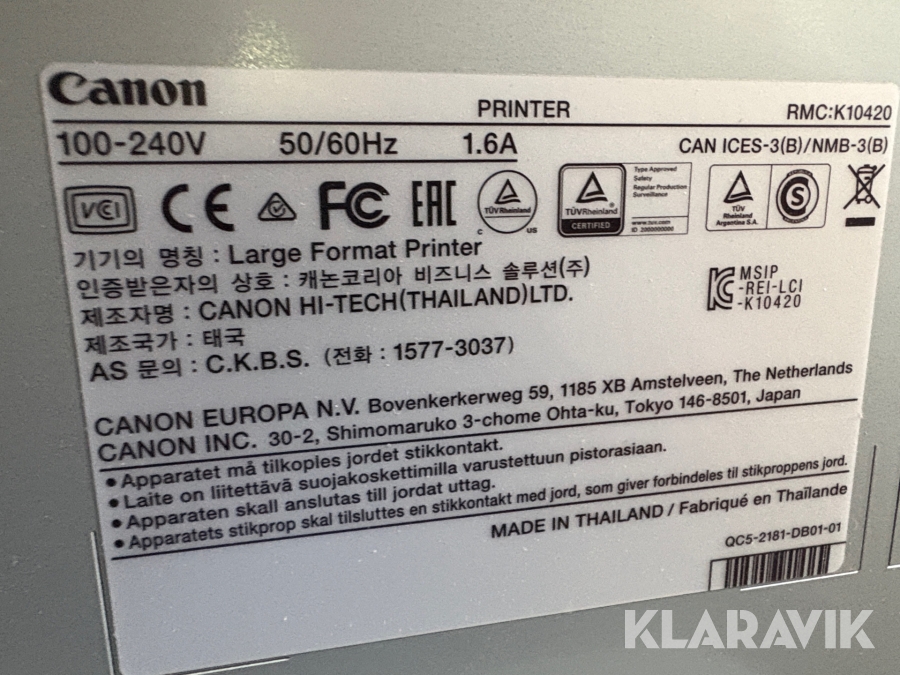 Canon
PRINTER
RMC:K10420
100-240V 50/60Hz 1.6A
CAN ICES-3(B)/NMB-3(B)
VCCI CE FC EAC
TÜVRheinland
C US
TÜVRheinland
CERTIFIED
Type Approved
Safety
Regular Production
Surveillance
www.tuv.com
ID 2000000000
TÜV
Rheinland
Argentina S.A.
S
기기의 명칭 : Large Format Printer
인증받은자의 상호 : 캐논코리아 비즈니스 솔루션(주)
제조자명 : CANON HI-TECH(THAILAND)LTD.
제조국가 : 태국
AS 문의 : C.K.B.S. (전화 : 1577-3037)
MSIP
-REI-LCI
-K10420
CANON EUROPA N.V. Bovenkerkerweg 59, 1185 XB Amstelveen, The Netherlands
CANON INC. 30-2, Shimomaruko 3-chome Ohta-ku, Tokyo 146-8501, Japan
• Apparatet må tilkoples jordet stikkontakt.
• Laite on liitettävä suojakoskettimilla varustettuun pistorasiaan.
• Apparaten skall anslutas till jordat uttag.
• Apparatets stikprop skal tilsluttes en stikkontakt med jord, som giver forbindeles til stikproppens jord.
MADE IN THAILAND / Fabriqué en Thaïlande
QC5-2181-DB01-01
KLARAVIK